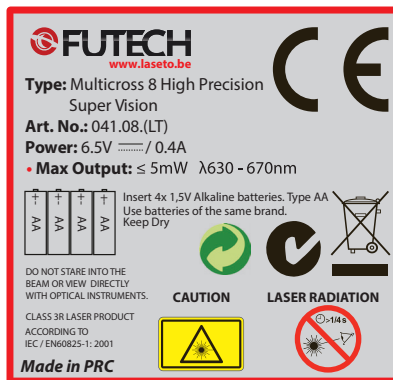 FUTECH
www.laseto.be
Type: Multicross 8 High Precision
Super Vision
Art. No.: 041.08.(LT)
Power: 6.5V ⎓ / 0.4A
• Max Output: ≤ 5mW λ630 - 670nm
+ AA -
+ AA -
+ AA -
+ AA -
Insert 4x 1,5V Alkaline batteries. Type AA
Use batteries of the same brand.
Keep Dry
DO NOT STARE INTO THE
BEAM OR VIEW DIRECTLY
WITH OPTICAL INSTRUMENTS.
CLASS 3R LASER PRODUCT
ACCORDING TO
IEC / EN60825-1: 2001
Made in PRC
CE
CAUTION
LASER RADIATION
>1/4 s